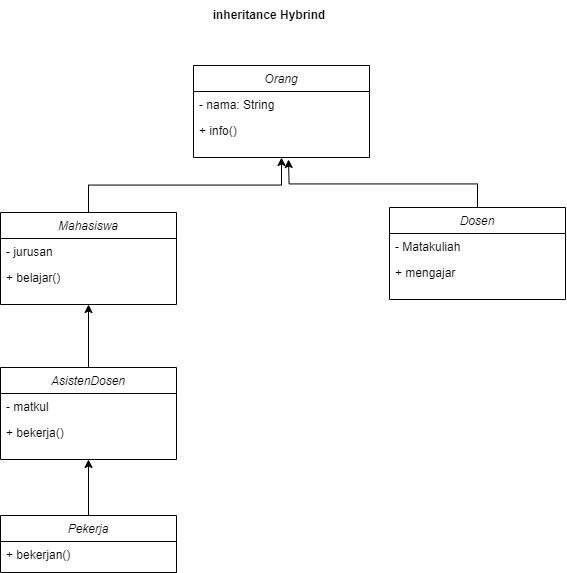 inheritance Hybrind
Orang
- nama: String
+ info()
Mahasiswa
- jurusan
+ belajar()
Dosen
- Matakuliah
+ mengajar
AsistenDosen
- matkul
+ bekerja()
Pekerja
+ bekerjan()